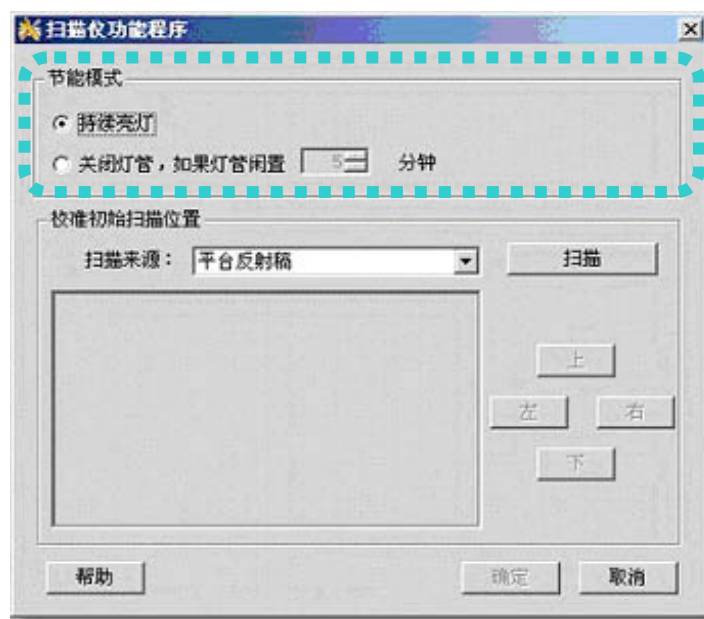 扫描仪功能程序
节能模式
持续亮灯
关闭灯管，如果灯管闲置 5 分钟
校准初始扫描位置
扫描来源： 平台反射稿 扫描
上
左 右
下
帮助 确定 取消